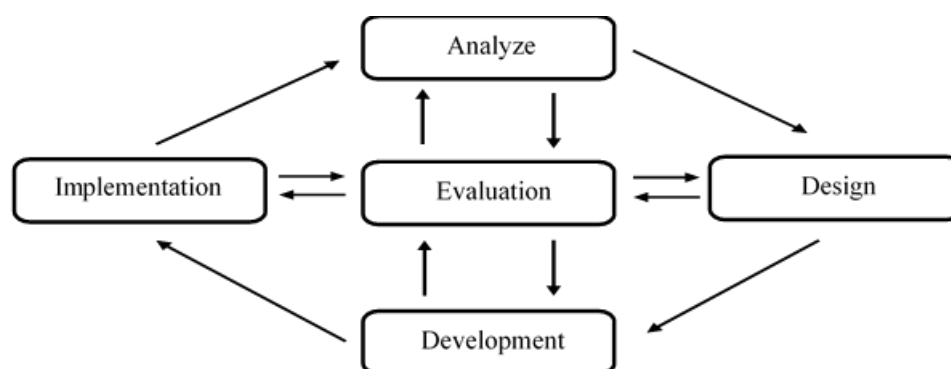 Analyze
Implementation
Evaluation
Design
Development